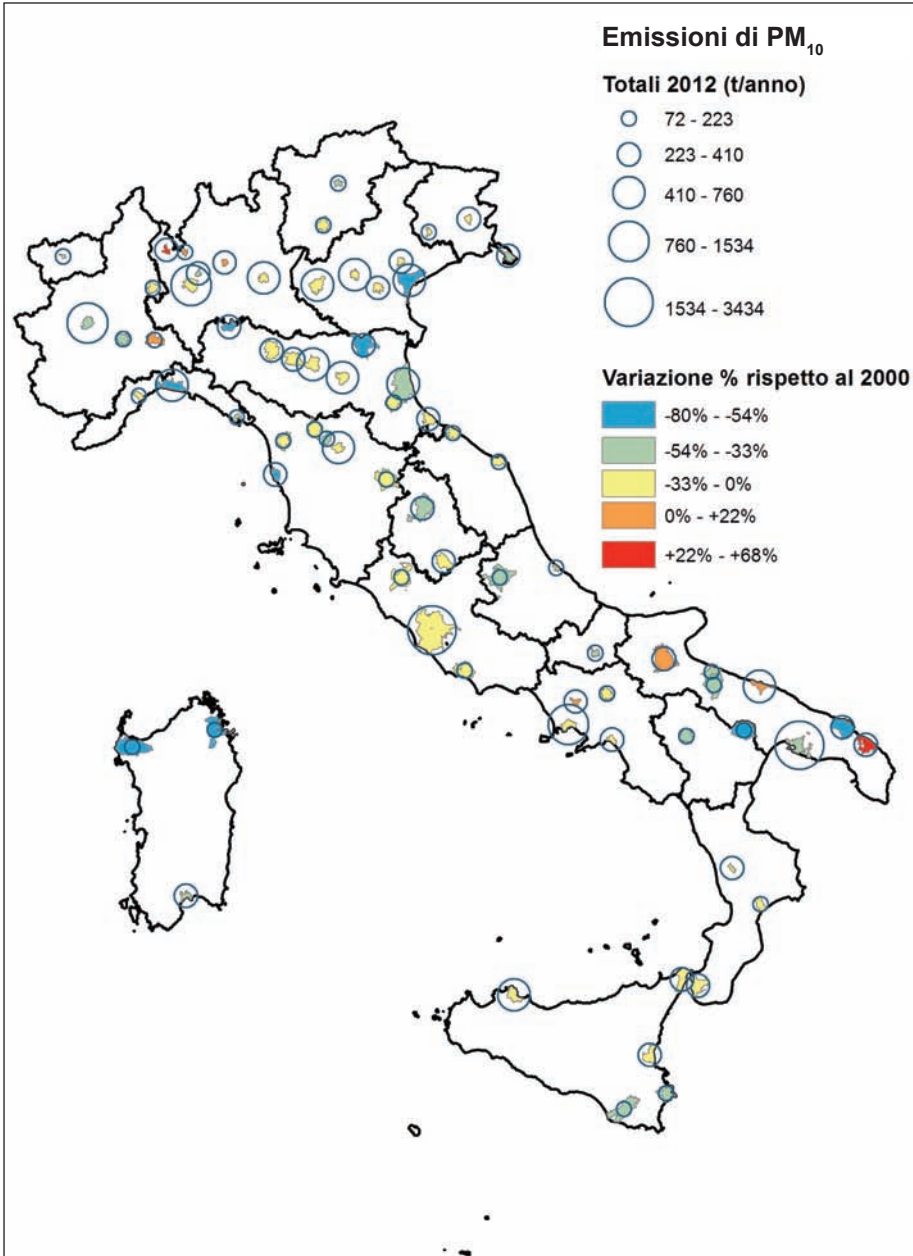 Emissioni di PM10
Totali 2012 (t/anno)
72 - 223
223 - 410
410 - 760
760 - 1534
1534 - 3434
Variazione % rispetto al 2000
-80% - -54%
-54% - -33%
-33% - 0%
0% - +22%
+22% - +68%